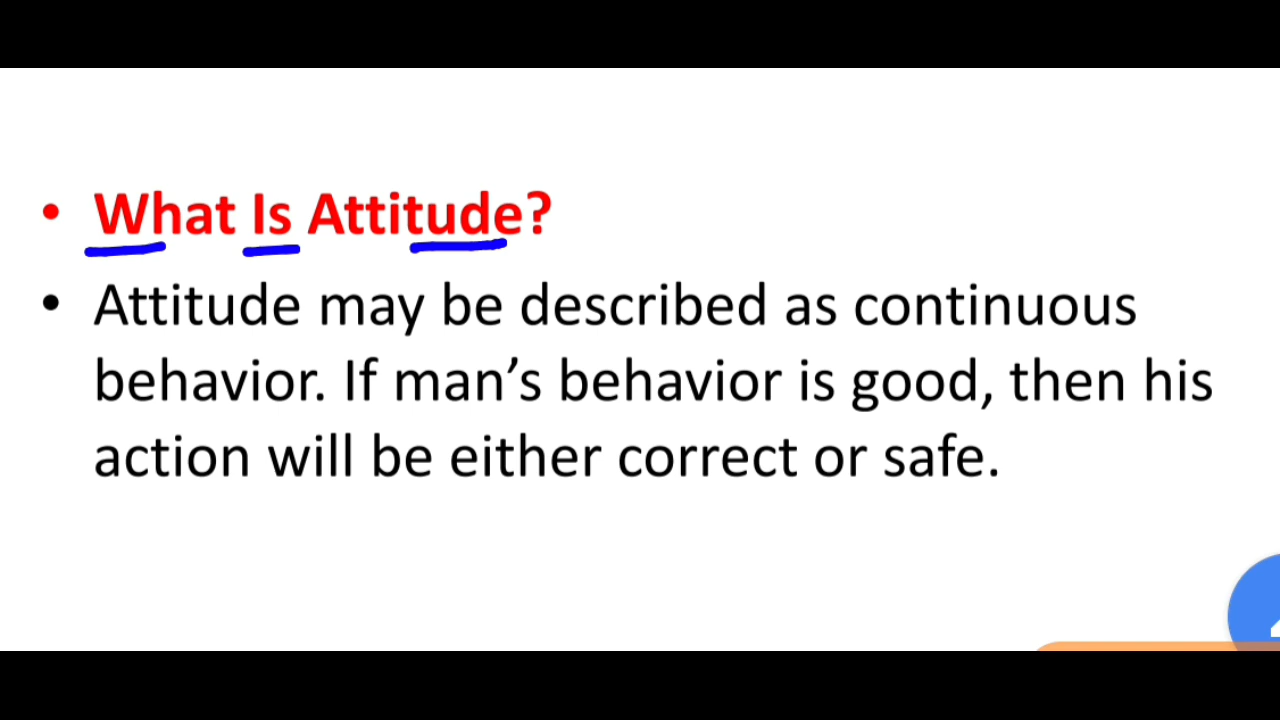 • What Is Attitude?
• Attitude may be described as continuous
behavior. If man’s behavior is good, then his
action will be either correct or safe.